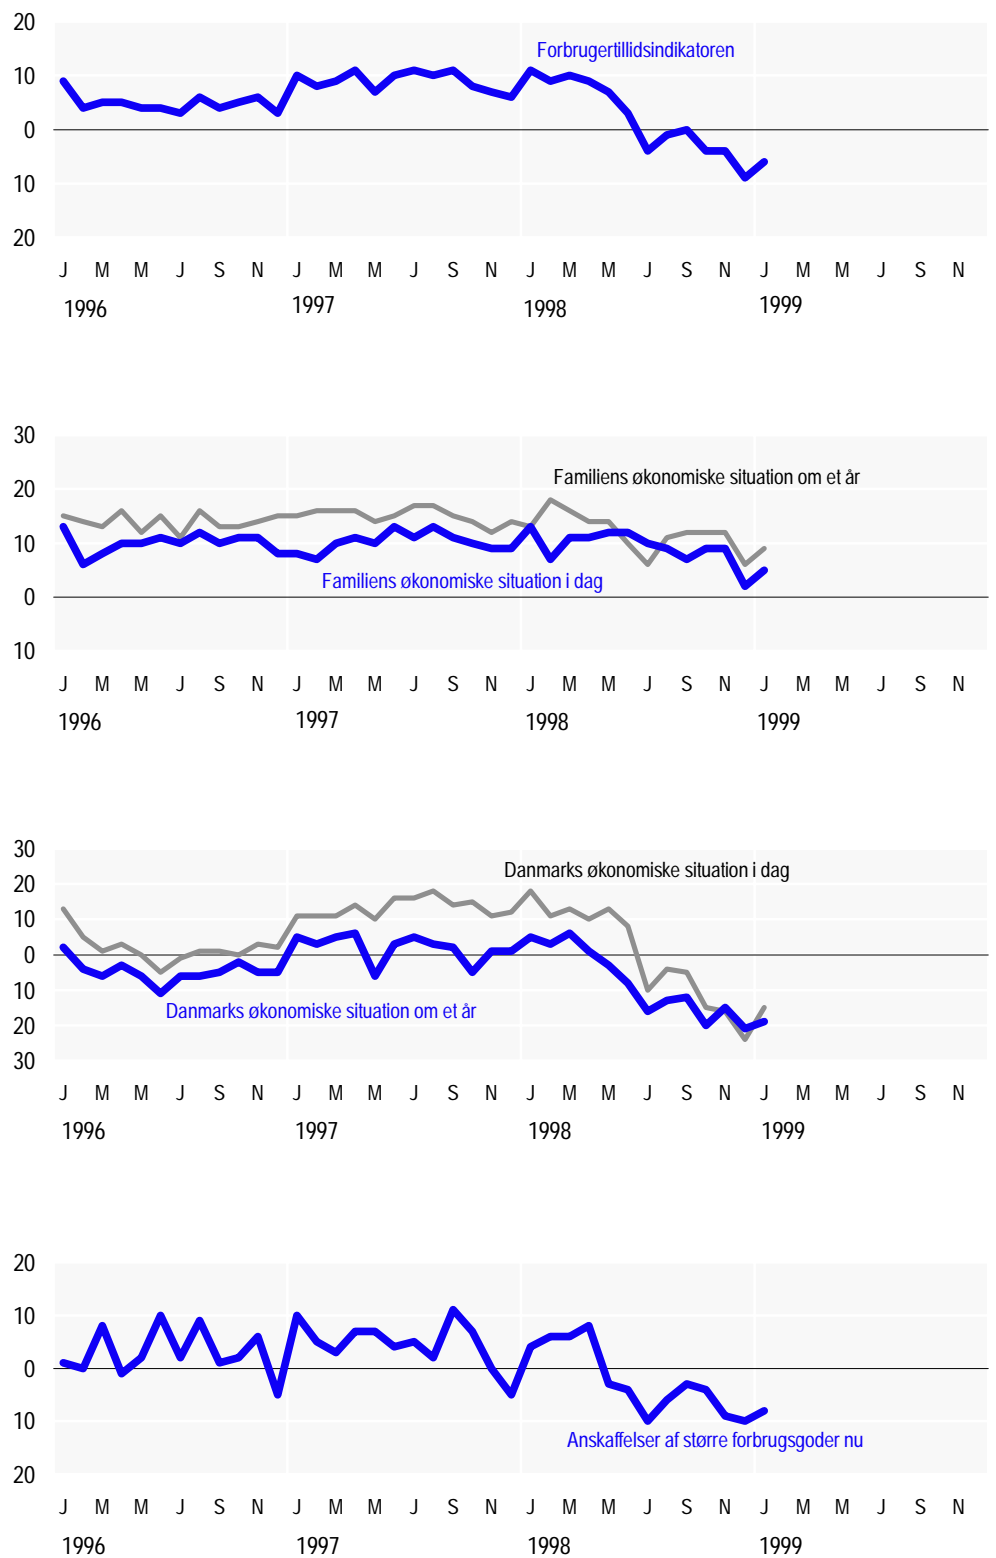 20
Forbrugertillidsindikatoren
10
0
10
20
J M M J S N J M M J S N J M M J S N J M M J S N
1996 1997 1998 1999
30
Familiens økonomiske situation om et år
20
10
Familiens økonomiske situation i dag
0
10
J M M J S N J M M J S N J M M J S N J M M J S N
1996 1997 1998 1999
30
Danmarks økonomiske situation i dag
20
10
0
10
Danmarks økonomiske situation om et år
20
30
J M M J S N J M M J S N J M M J S N J M M J S N
1996 1997 1998 1999
20
10
0
10
Anskaffelser af større forbrugsgoder nu
20
J M M J S N J M M J S N J M M J S N J M M J S N
1996 1997 1998 1999